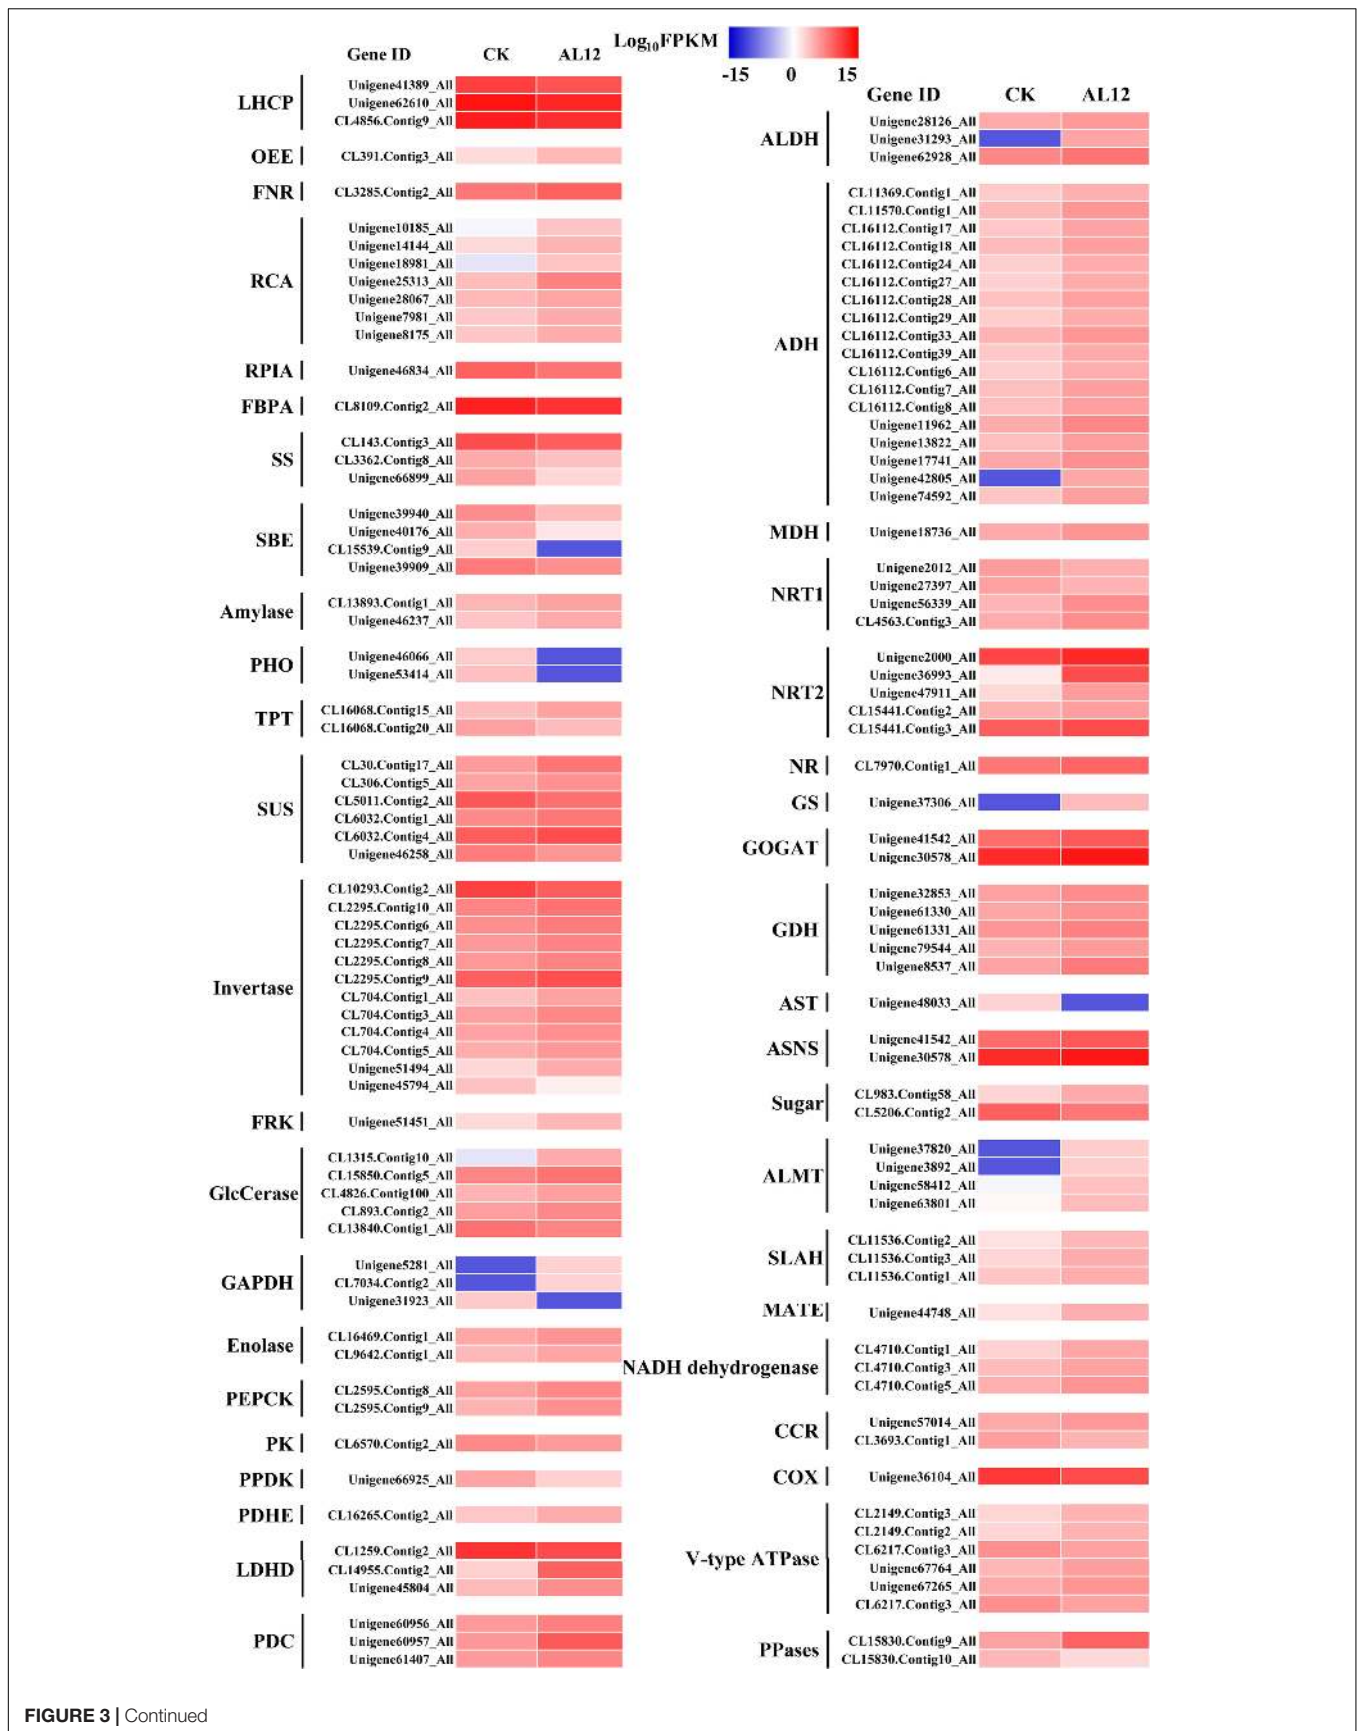 Log10FPKM
-15 0 15
Gene ID CK AL12
LHCP
Unigene41389_All
Unigene62610_All
CL4856.Contig9_All
OEE
CL391.Contig3_All
FNR
CL3285.Contig2_All
RCA
Unigene10185_All
Unigene14144_All
Unigene18981_All
Unigene25313_All
Unigene28067_All
Unigene7981_All
Unigene8175_All
RPIA
Unigene46834_All
FBPA
CL8109.Contig2_All
SS
CL143.Contig3_All
CL3362.Contig8_All
Unigene66899_All
SBE
Unigene39940_All
Unigene40176_All
CL15539.Contig9_All
Unigene39909_All
Amylase
CL13893.Contig1_All
Unigene46237_All
PHO
Unigene46066_All
Unigene53414_All
TPT
CL16068.Contig15_All
CL16068.Contig20_All
SUS
CL30.Contig17_All
CL306.Contig5_All
CL5011.Contig2_All
CL6032.Contig1_All
CL6032.Contig4_All
Unigene46258_All
Invertase
CL10293.Contig2_All
CL2295.Contig10_All
CL2295.Contig6_All
CL2295.Contig7_All
CL2295.Contig8_All
CL2295.Contig9_All
CL704.Contig1_All
CL704.Contig3_All
CL704.Contig4_All
CL704.Contig5_All
Unigene51494_All
Unigene45794_All
FRK
Unigene51451_All
GlcCerase
CL1315.Contig10_All
CL15850.Contig5_All
CL4826.Contig100_All
CL893.Contig2_All
CL13840.Contig1_All
GAPDH
Unigene5281_All
CL7034.Contig2_All
Unigene31923_All
Enolase
CL16469.Contig1_All
CL9642.Contig1_All
PEPCK
CL2595.Contig8_All
CL2595.Contig9_All
PK
CL6570.Contig2_All
PPDK
Unigene66925_All
PDHE
CL16265.Contig2_All
LDHD
CL1259.Contig2_All
CL14955.Contig2_All
Unigene45804_All
PDC
Unigene60956_All
Unigene60957_All
Unigene61407_All
Gene ID CK AL12
ALDH
Unigene28126_All
Unigene31293_All
Unigene62928_All
ADH
CL11369.Contig1_All
CL11570.Contig1_All
CL16112.Contig17_All
CL16112.Contig18_All
CL16112.Contig24_All
CL16112.Contig27_All
CL16112.Contig28_All
CL16112.Contig29_All
CL16112.Contig33_All
CL16112.Contig39_All
CL16112.Contig6_All
CL16112.Contig7_All
CL16112.Contig8_All
Unigene11962_All
Unigene13822_All
Unigene17741_All
Unigene42805_All
Unigene74592_All
MDH
Unigene18736_All
NRT1
Unigene2012_All
Unigene27397_All
Unigene56339_All
CL4563.Contig3_All
NRT2
Unigene2000_All
Unigene36993_All
Unigene47911_All
CL15441.Contig2_All
CL15441.Contig3_All
NR
CL7970.Contig1_All
GS
Unigene37306_All
GOGAT
Unigene41542_All
Unigene30578_All
GDH
Unigene32853_All
Unigene61330_All
Unigene61331_All
Unigene79544_All
Unigene8537_All
AST
Unigene48033_All
ASNS
Unigene41542_All
Unigene30578_All
Sugar
CL983.Contig58_All
CL5206.Contig2_All
ALMT
Unigene37820_All
Unigene3892_All
Unigene58412_All
Unigene63801_All
SLAH
CL11536.Contig2_All
CL11536.Contig3_All
CL11536.Contig1_All
MATE
Unigene44748_All
NADH dehydrogenase
CL4710.Contig1_All
CL4710.Contig3_All
CL4710.Contig5_All
CCR
Unigene57014_All
CL3693.Contig1_All
COX
Unigene36104_All
V-type ATPase
CL2149.Contig3_All
CL2149.Contig2_All
CL6217.Contig3_All
Unigene67764_All
Unigene67265_All
CL6217.Contig3_All
PPases
CL15830.Contig9_All
CL15830.Contig10_All
FIGURE 3 | Continued